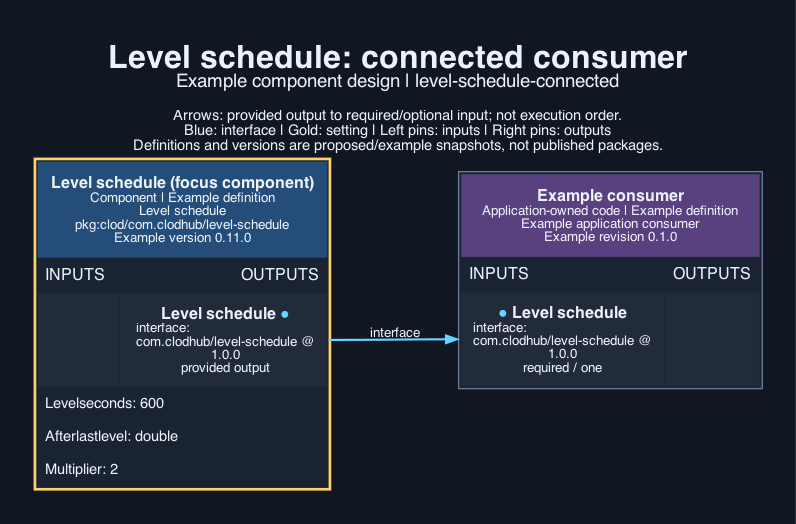 Level schedule: connected consumer
Example component design | level-schedule-connected
Arrows: provided output to required/optional input; not execution order.
Blue: interface | Gold: setting | Left pins: inputs | Right pins: outputs
Definitions and versions are proposed/example snapshots, not published packages.
Level schedule (focus component)
Component | Example definition
Level schedule
pkg:clod/com.clodhub/level-schedule
Example version 0.11.0
INPUTS OUTPUTS
Level schedule
interface:
com.clodhub/level-schedule @
1.0.0
provided output
Levelseconds: 600
Afterlastlevel: double
Multiplier: 2
interface
Example consumer
Application-owned code | Example definition
Example application consumer
Example revision 0.1.0
INPUTS OUTPUTS
Level schedule
interface:
com.clodhub/level-schedule @
1.0.0
required / one